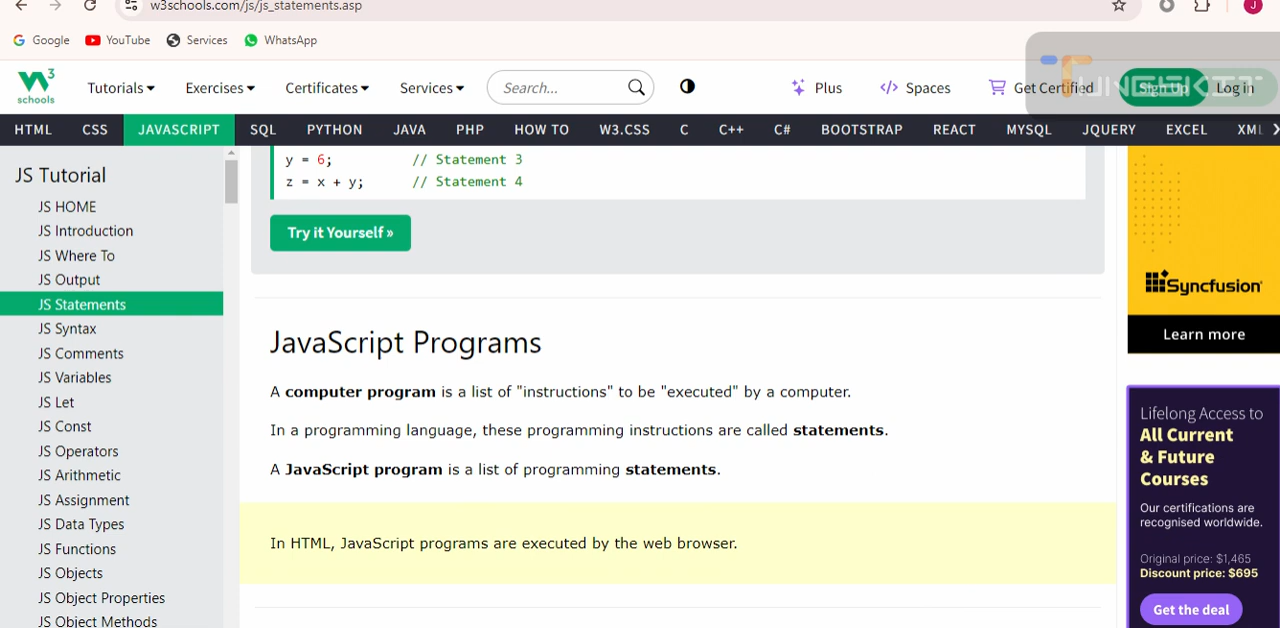 w3schools.com/js/js_statements.asp
J
Google YouTube Services WhatsApp
W3 schools
Tutorials Exercises Certificates Services Search... Plus Spaces Get Certified Sign Up Log in
TUNESKIT
HTML CSS JAVASCRIPT SQL PYTHON JAVA PHP HOW TO W3.CSS C C++ C# BOOTSTRAP REACT MYSQL JQUERY EXCEL XML
JS Tutorial
JS HOME
JS Introduction
JS Where To
JS Output
JS Statements
JS Syntax
JS Comments
JS Variables
JS Let
JS Const
JS Operators
JS Arithmetic
JS Assignment
JS Data Types
JS Functions
JS Objects
JS Object Properties
JS Object Methods
y = 6; // Statement 3
z = x + y; // Statement 4
Try it Yourself »
JavaScript Programs
A computer program is a list of "instructions" to be "executed" by a computer.
In a programming language, these programming instructions are called statements.
A JavaScript program is a list of programming statements.
In HTML, JavaScript programs are executed by the web browser.
Syncfusion
Learn more
Lifelong Access to
All Current
& Future
Courses
Our certifications are
recognised worldwide.
Original price: $1,465
Discount price: $695
Get the deal